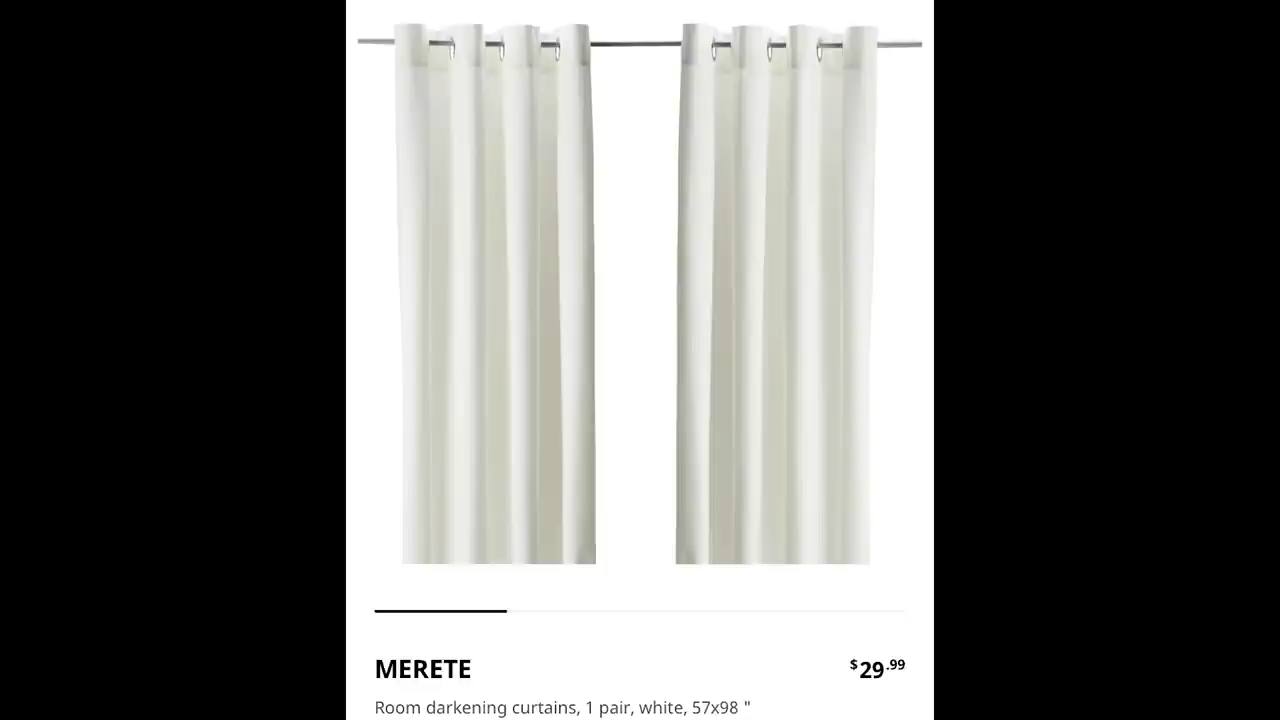 MERETE
$29.99
Room darkening curtains, 1 pair, white, 57x98 "